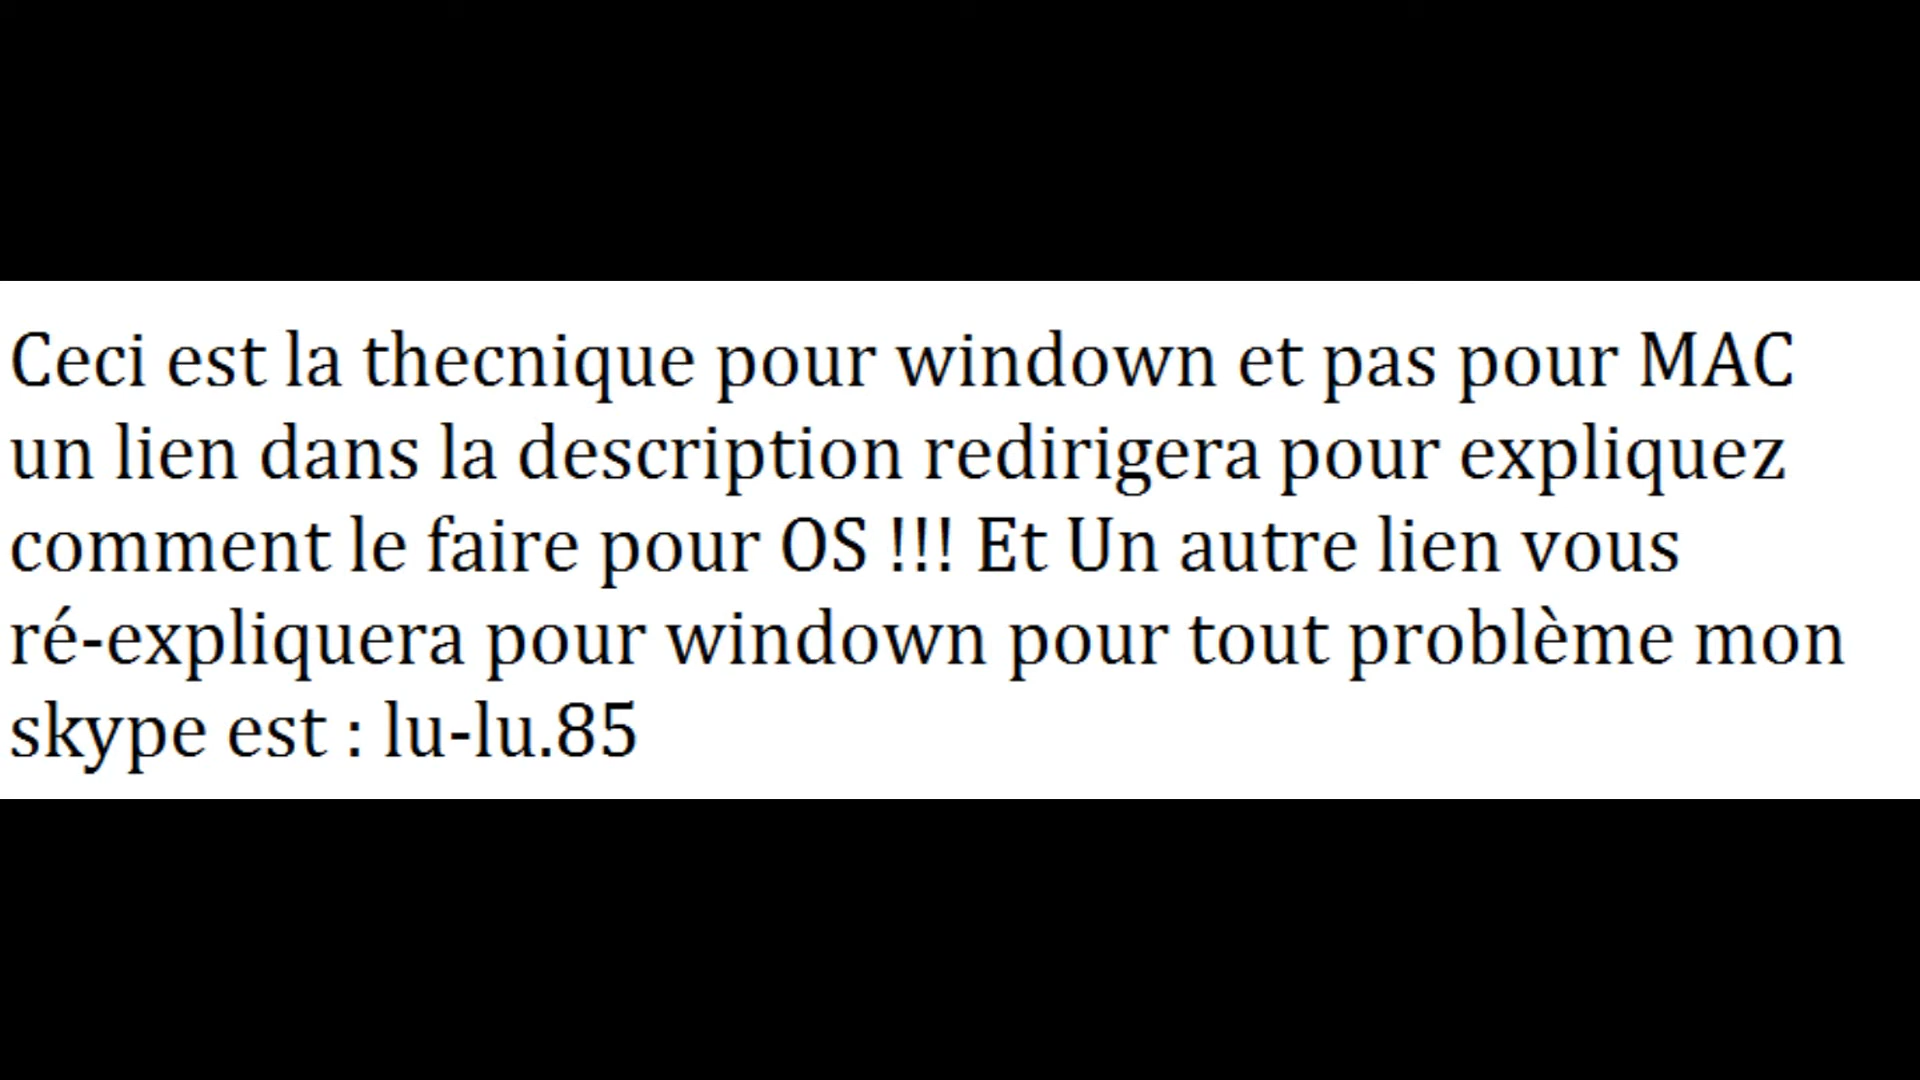 Ceci est la thecnique pour windown et pas pour MAC
un lien dans la description redirigera pour expliquez
comment le faire pour OS !!! Et Un autre lien vous
ré-expliquera pour windown pour tout problème mon
skype est : lu-lu.85